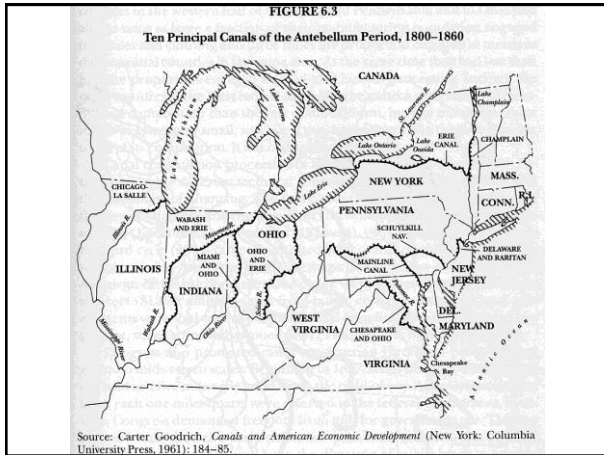 FIGURE 6.3
Ten Principal Canals of the Antebellum Period, 1800–1860
CANADA
Lake Michigan
Lake Huron
St. Lawrence R.
Lake
Champlain
Lake Ontario
Lake
Oneida
ERIE
CANAL
CHAMPLAIN
Lake Erie
NEW YORK
MASS.
CONN.
R.I.
CHICAGO-
LA SALLE
Illinois R.
WABASH
AND ERIE
Maumee R.
OHIO
PENNSYLVANIA
SCHUYLKILL
NAV.
DELAWARE
AND RARITAN
MIAMI
AND
OHIO
OHIO
AND
ERIE
MAINLINE
CANAL
NEW
JERSEY
ILLINOIS
INDIANA
Wabash R.
Scioto R.
Potomac R.
DEL.
MARYLAND
Mississippi River
Ohio River
WEST
VIRGINIA
CHESAPEAKE
AND OHIO
VIRGINIA
Chesapeake
Bay
Atlantic Ocean
Source: Carter Goodrich, Canals and American Economic Development (New York: Columbia
University Press, 1961): 184–85.